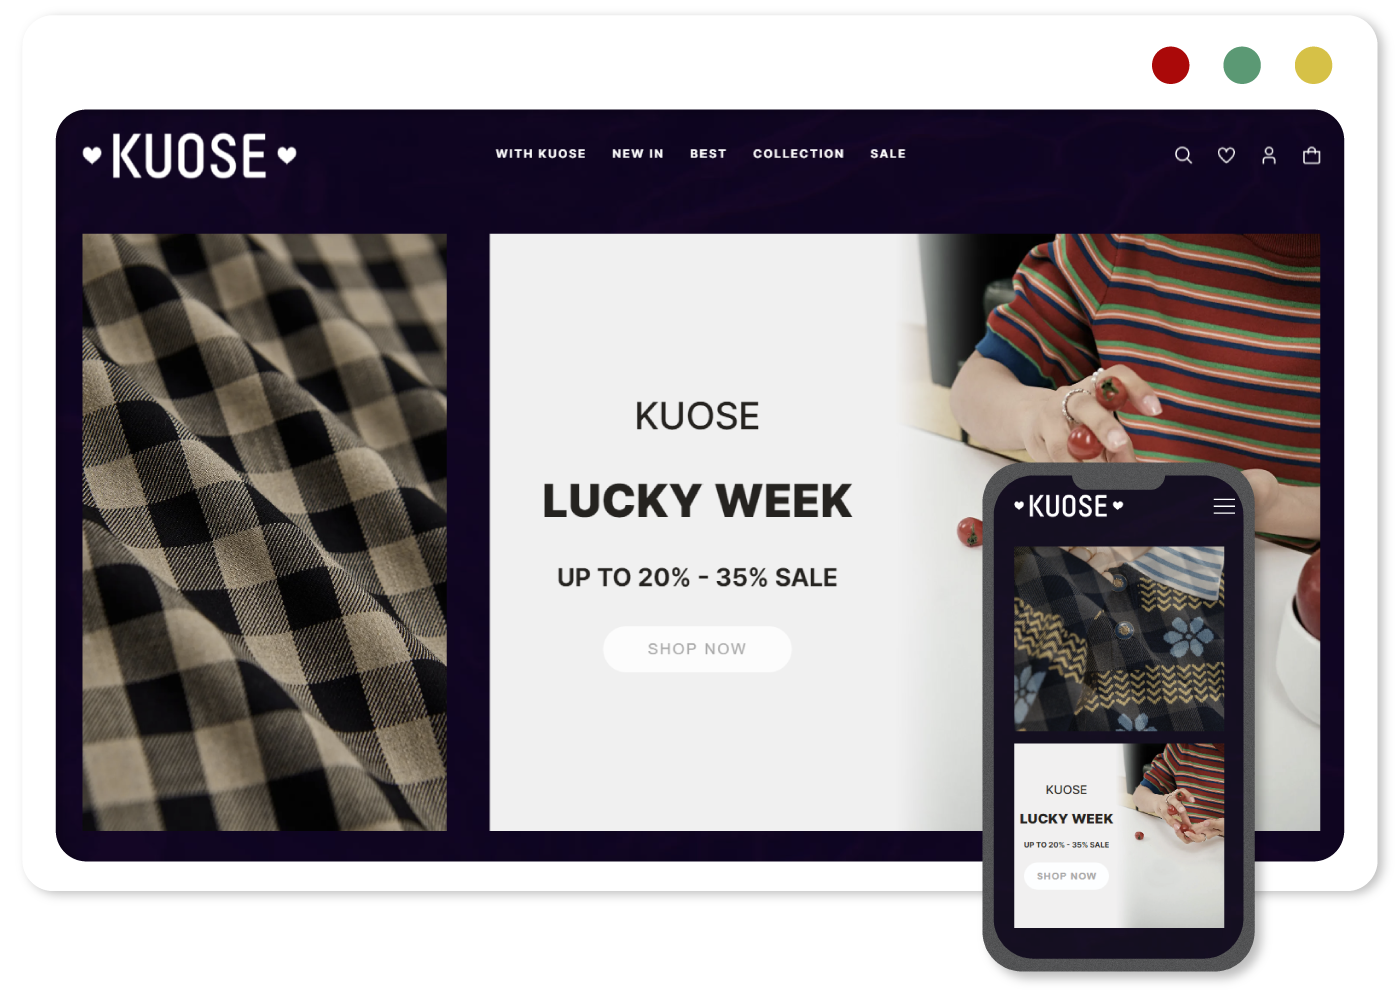 KUOSE
WITH KUOSE NEW IN BEST COLLECTION SALE
KUOSE
LUCKY WEEK
UP TO 20% - 35% SALE
SHOP NOW
KUOSE
KUOSE
LUCKY WEEK
UP TO 20% - 35% SALE
SHOP NOW